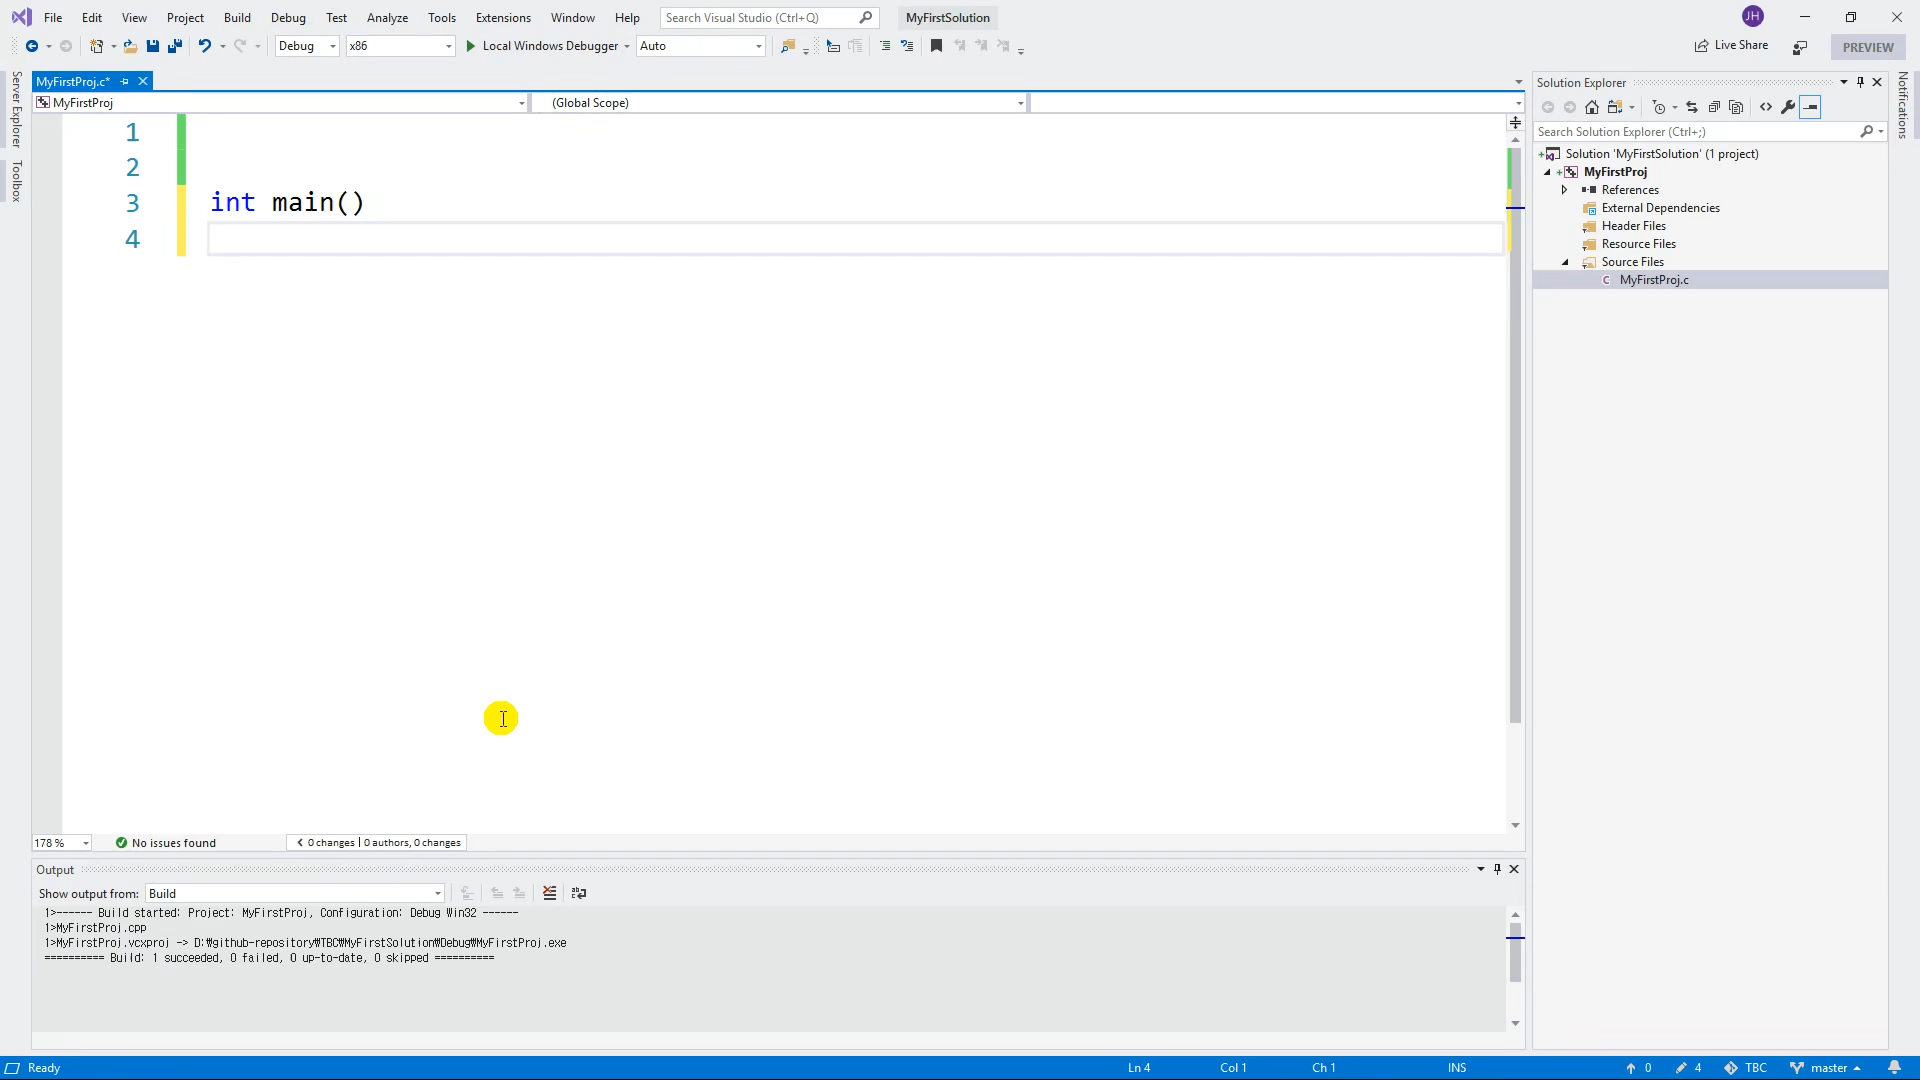 File Edit View Project Build Debug Test Analyze Tools Extensions Window Help Search Visual Studio (Ctrl+Q) MyFirstSolution JH
Debug x86 Local Windows Debugger Auto Live Share PREVIEW
Server Explorer
Toolbox
MyFirstProj.c*
MyFirstProj (Global Scope)
1
2
3 int main()
4
178 % No issues found 0 changes | 0 authors, 0 changes
Output
Show output from: Build
1>------ Build started: Project: MyFirstProj, Configuration: Debug Win32 ------
1>MyFirstProj.cpp
1>MyFirstProj.vcxproj -> D:₩github-repository₩TBC₩MyFirstSolution₩Debug₩MyFirstProj.exe
========== Build: 1 succeeded, 0 failed, 0 up-to-date, 0 skipped ==========
Solution Explorer
Search Solution Explorer (Ctrl+;)
Solution 'MyFirstSolution' (1 project)
MyFirstProj
References
External Dependencies
Header Files
Resource Files
Source Files
MyFirstProj.c
Notifications
Ready Ln 4 Col 1 Ch 1 INS 0 4 TBC master